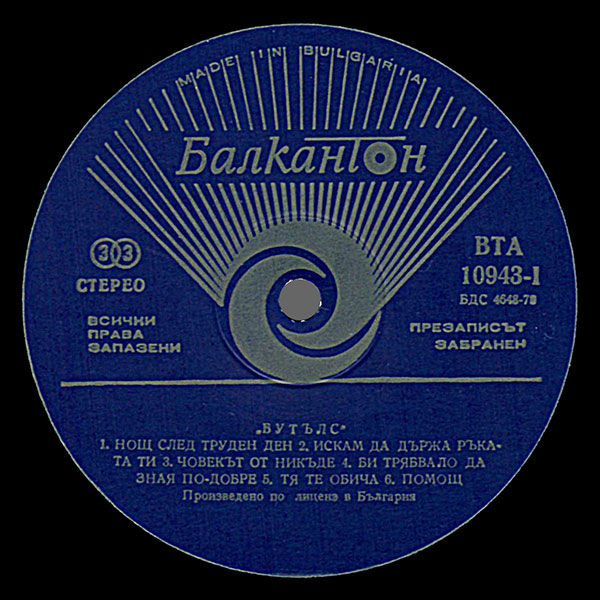 MADE IN BULGARIA
Балкантон
33
СТЕРЕО
ВСИЧКИ
ПРАВА
ЗАПАЗЕНИ
ВТА
10943-I
БДС 4648-70
ПРЕЗАПИСЪТ
ЗАБРАНЕН
„БУТЪЛС“
1. НОЩ СЛЕД ТРУДЕН ДЕН 2. ИСКАМ ДА ДЪРЖА РЪКА-
ТА ТИ 3. ЧОВЕКЪТ ОТ НИКЪДЕ 4. БИ ТРЯБВАЛО ДА
ЗНАЯ ПО-ДОБРЕ 5. ТЯ ТЕ ОБИЧА 6. ПОМОЩ
Произведено по лиценз в България